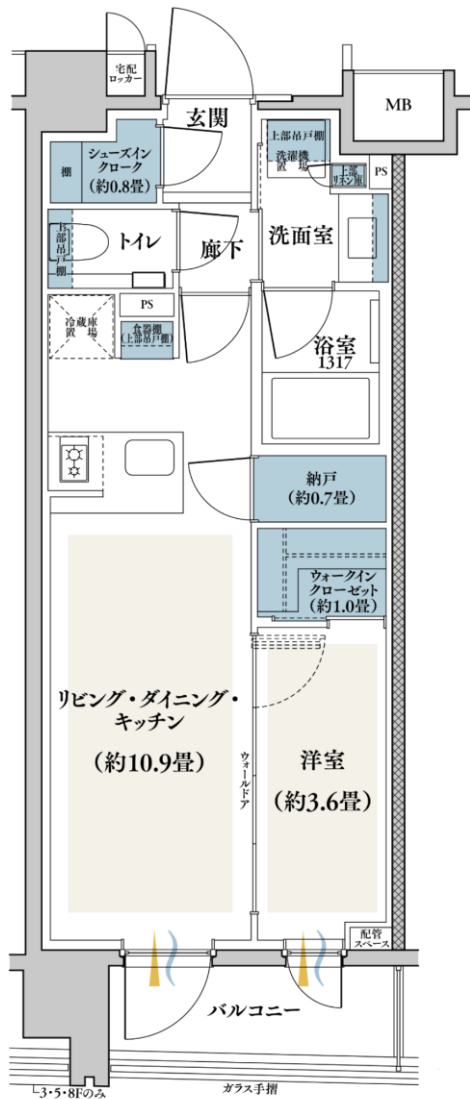 宅配
ロッカー
玄関
MB
上部吊戸棚
洗濯機
置場
上部
リネン庫
PS
棚
シューズイン
クローク
(約0.8畳)
上部吊戸棚
トイレ
廊下
洗面室
PS
冷蔵庫
置場
食器棚
(上部吊戸棚)
浴室
1317
納戸
(約0.7畳)
ウォークイン
クローゼット
(約1.0畳)
リビング・ダイニング・
キッチン
(約10.9畳)
ウォールドア
洋室
(約3.6畳)
配管
スペース
バルコニー
3・5・8Fのみ
ガラス手摺